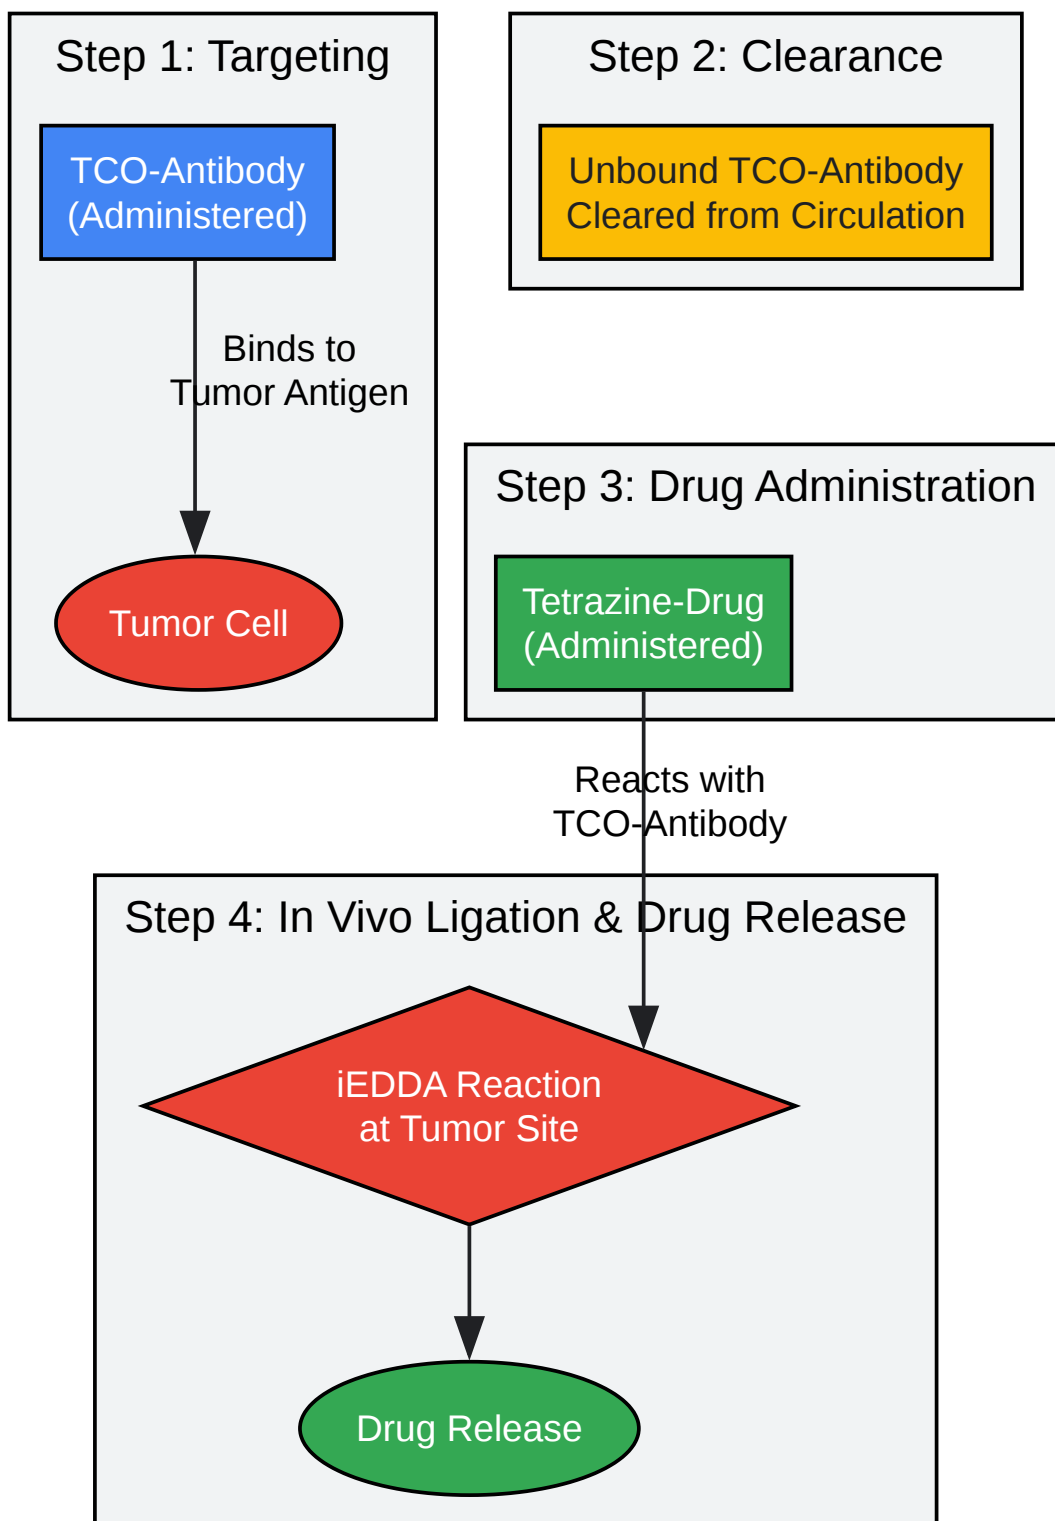 Step 1: Targeting
TCO-Antibody
(Administered)
Binds to
Tumor Antigen
Tumor Cell
Step 2: Clearance
Unbound TCO-Antibody
Cleared from Circulation
Step 3: Drug Administration
Tetrazine-Drug
(Administered)
Reacts with
TCO-Antibody
Step 4: In Vivo Ligation & Drug Release
iEDDA Reaction
at Tumor Site
Drug Release